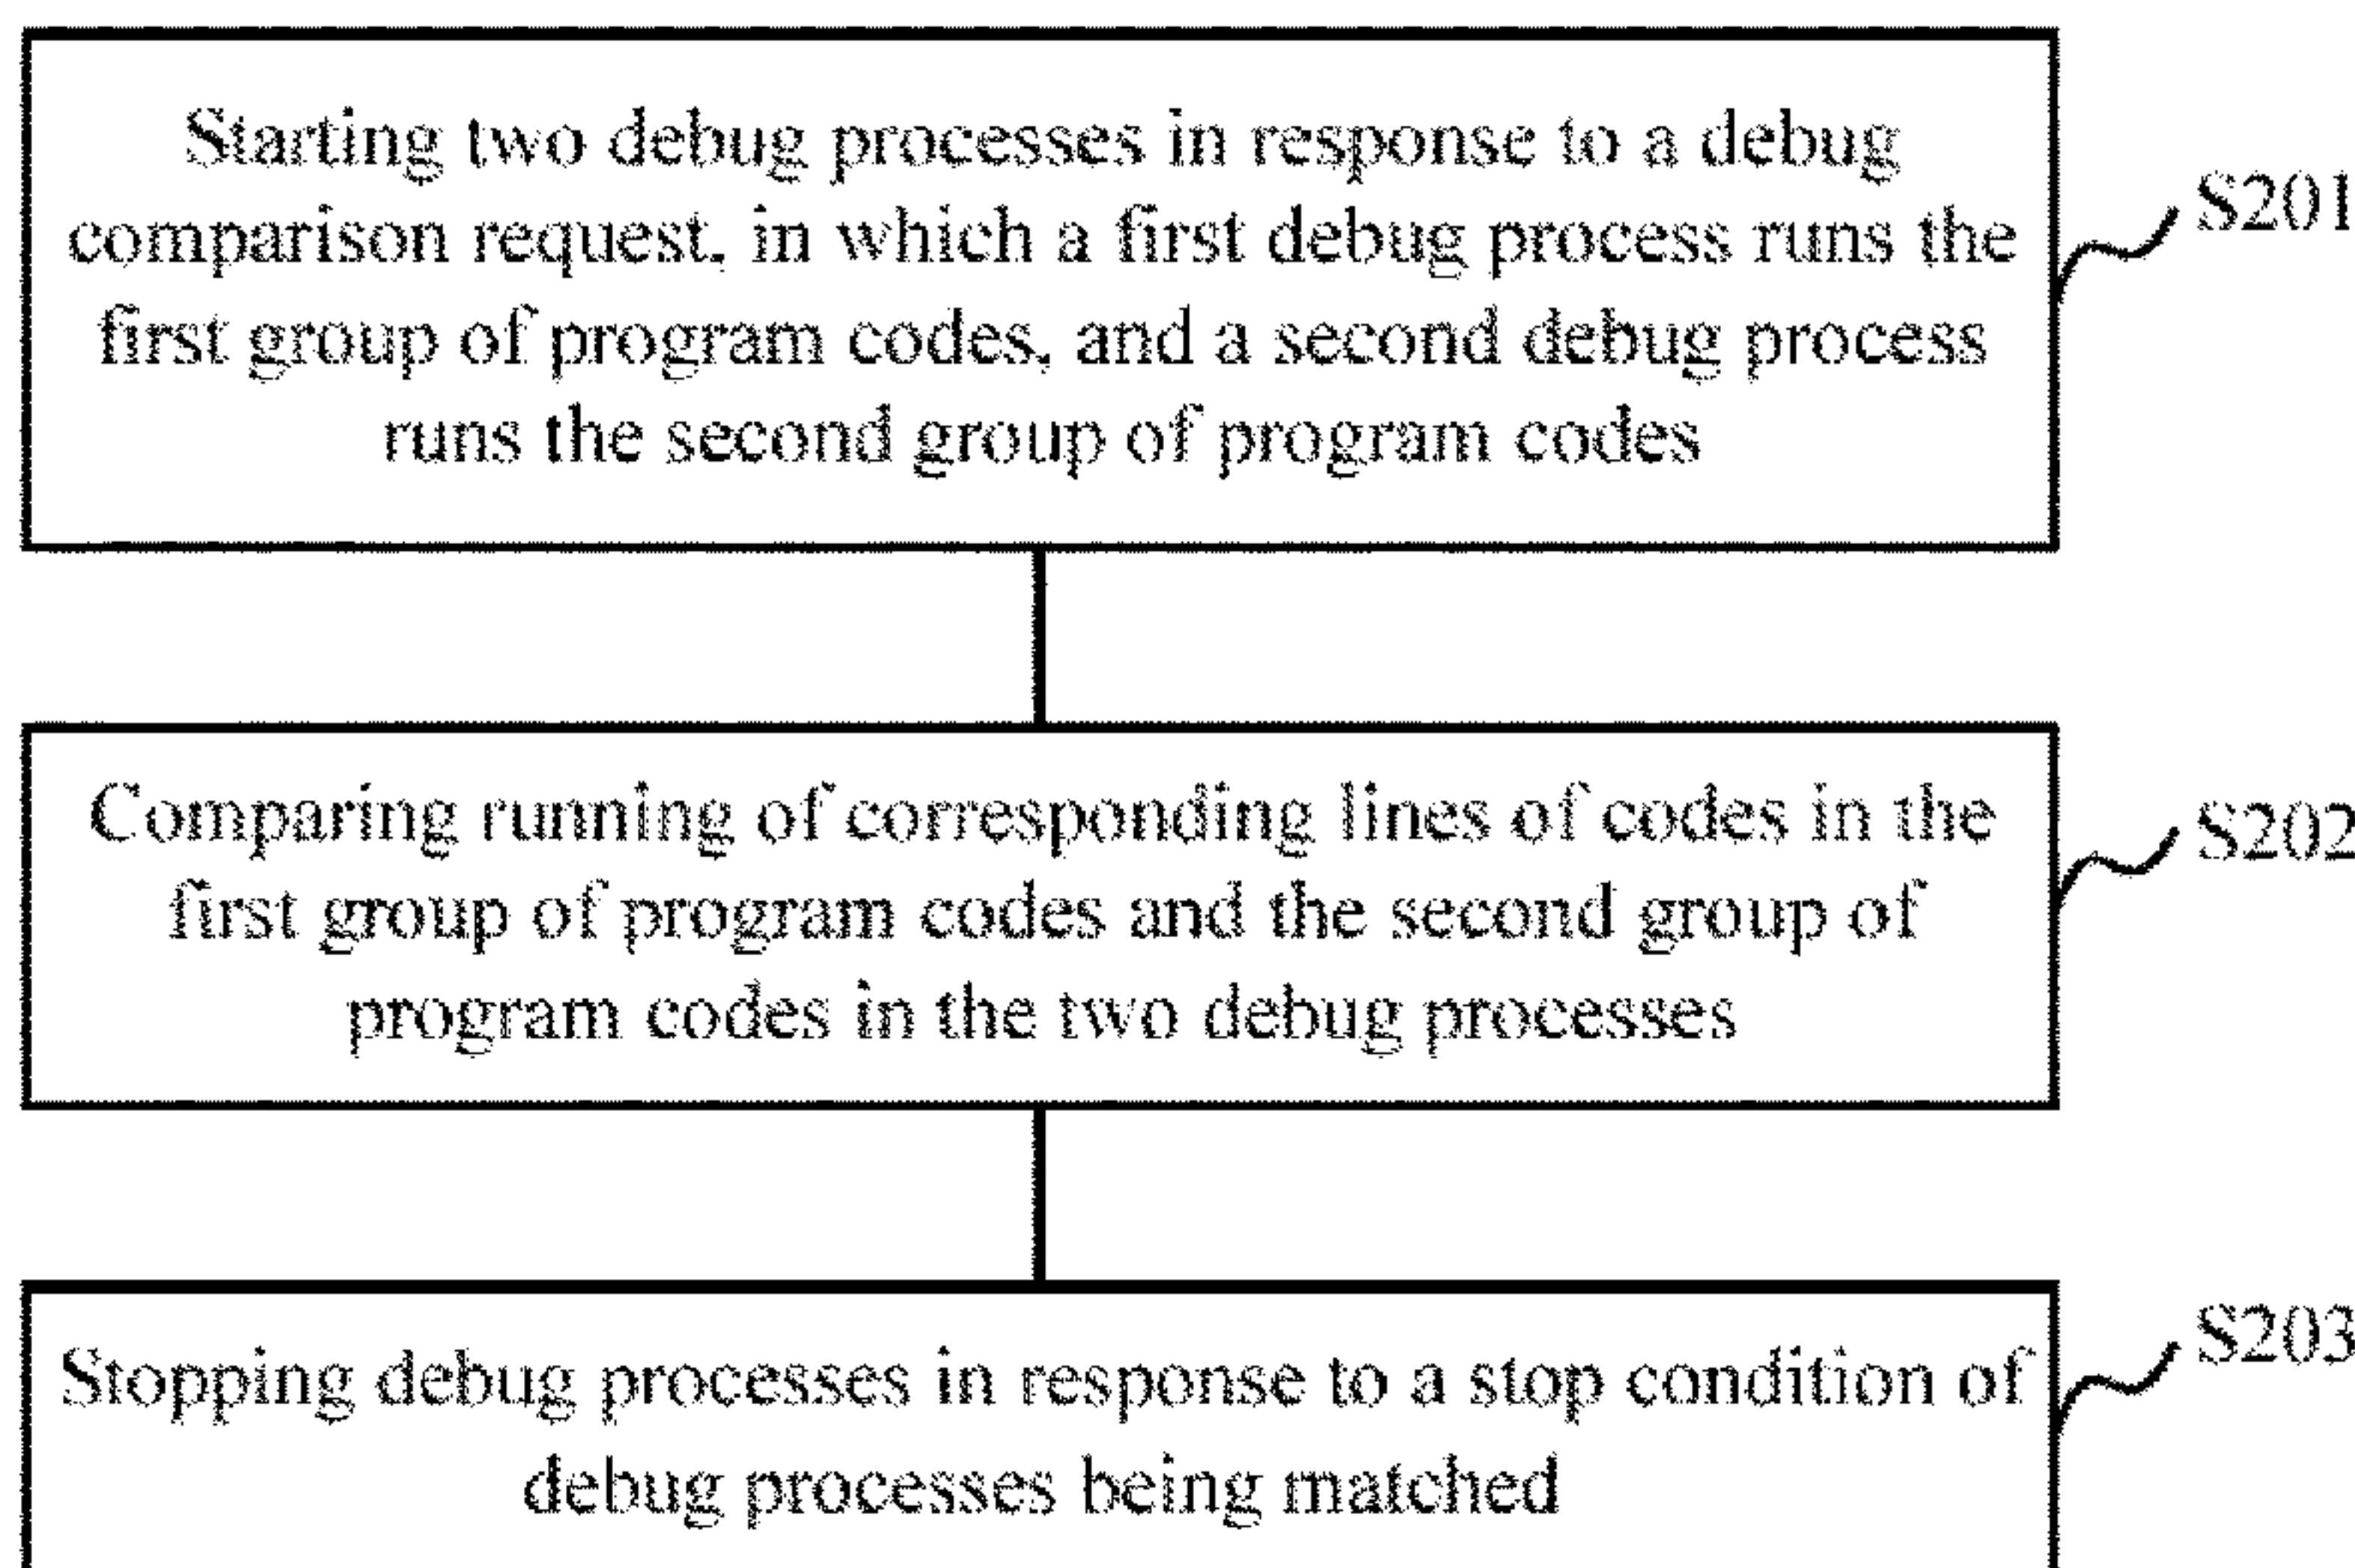 Starting two debug processes in response to a debug
comparison request, in which a first debug process runs the
first group of program codes, and a second debug process
runs the second group of program codes
S201
Comparing running of corresponding lines of codes in the
first group of program codes and the second group of
program codes in the two debug processes
S202
Stopping debug processes in response to a stop condition of
debug processes being matched
S203